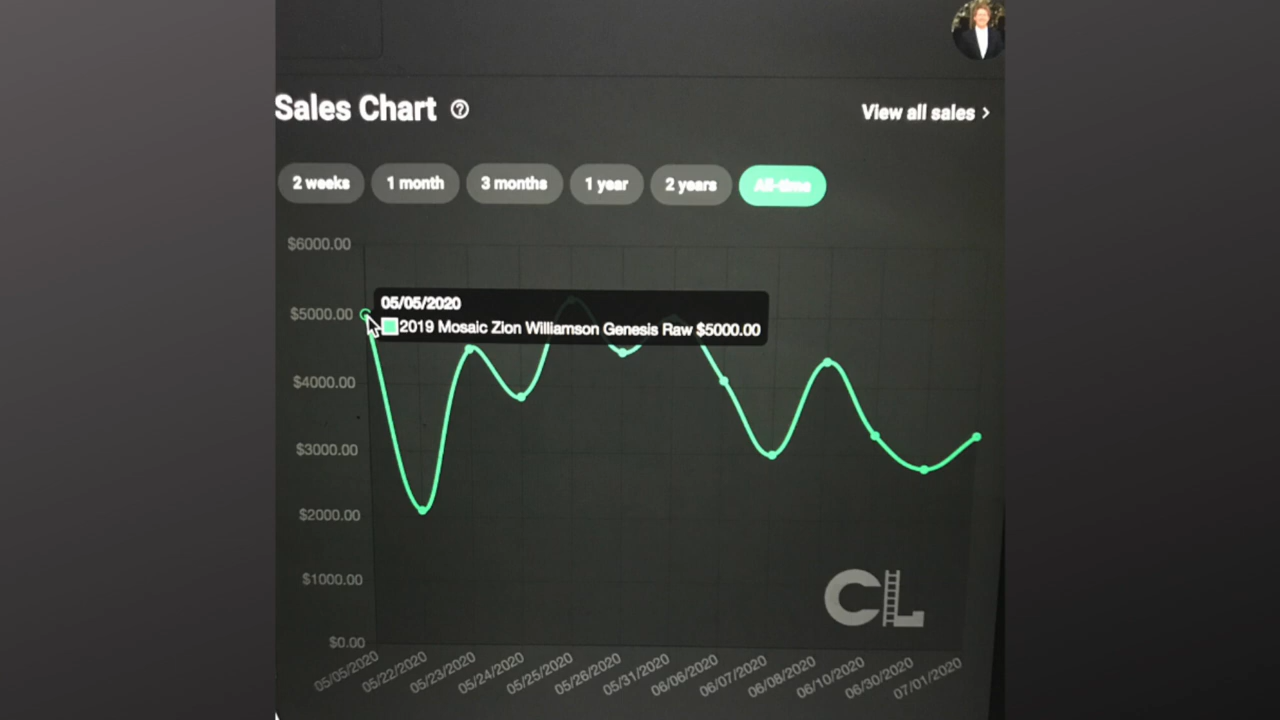 Sales Chart ?
View all sales >
2 weeks 1 month 3 months 1 year 2 years All-time
$6000.00
$5000.00
$4000.00
$3000.00
$2000.00
$1000.00
$0.00
05/05/2020
2019 Mosaic Zion Williamson Genesis Raw $5000.00
CL
05/05/2020 05/22/2020 05/23/2020 05/24/2020 05/25/2020 05/26/2020 05/31/2020 06/06/2020 06/07/2020 06/08/2020 06/10/2020 06/30/2020 07/01/2020